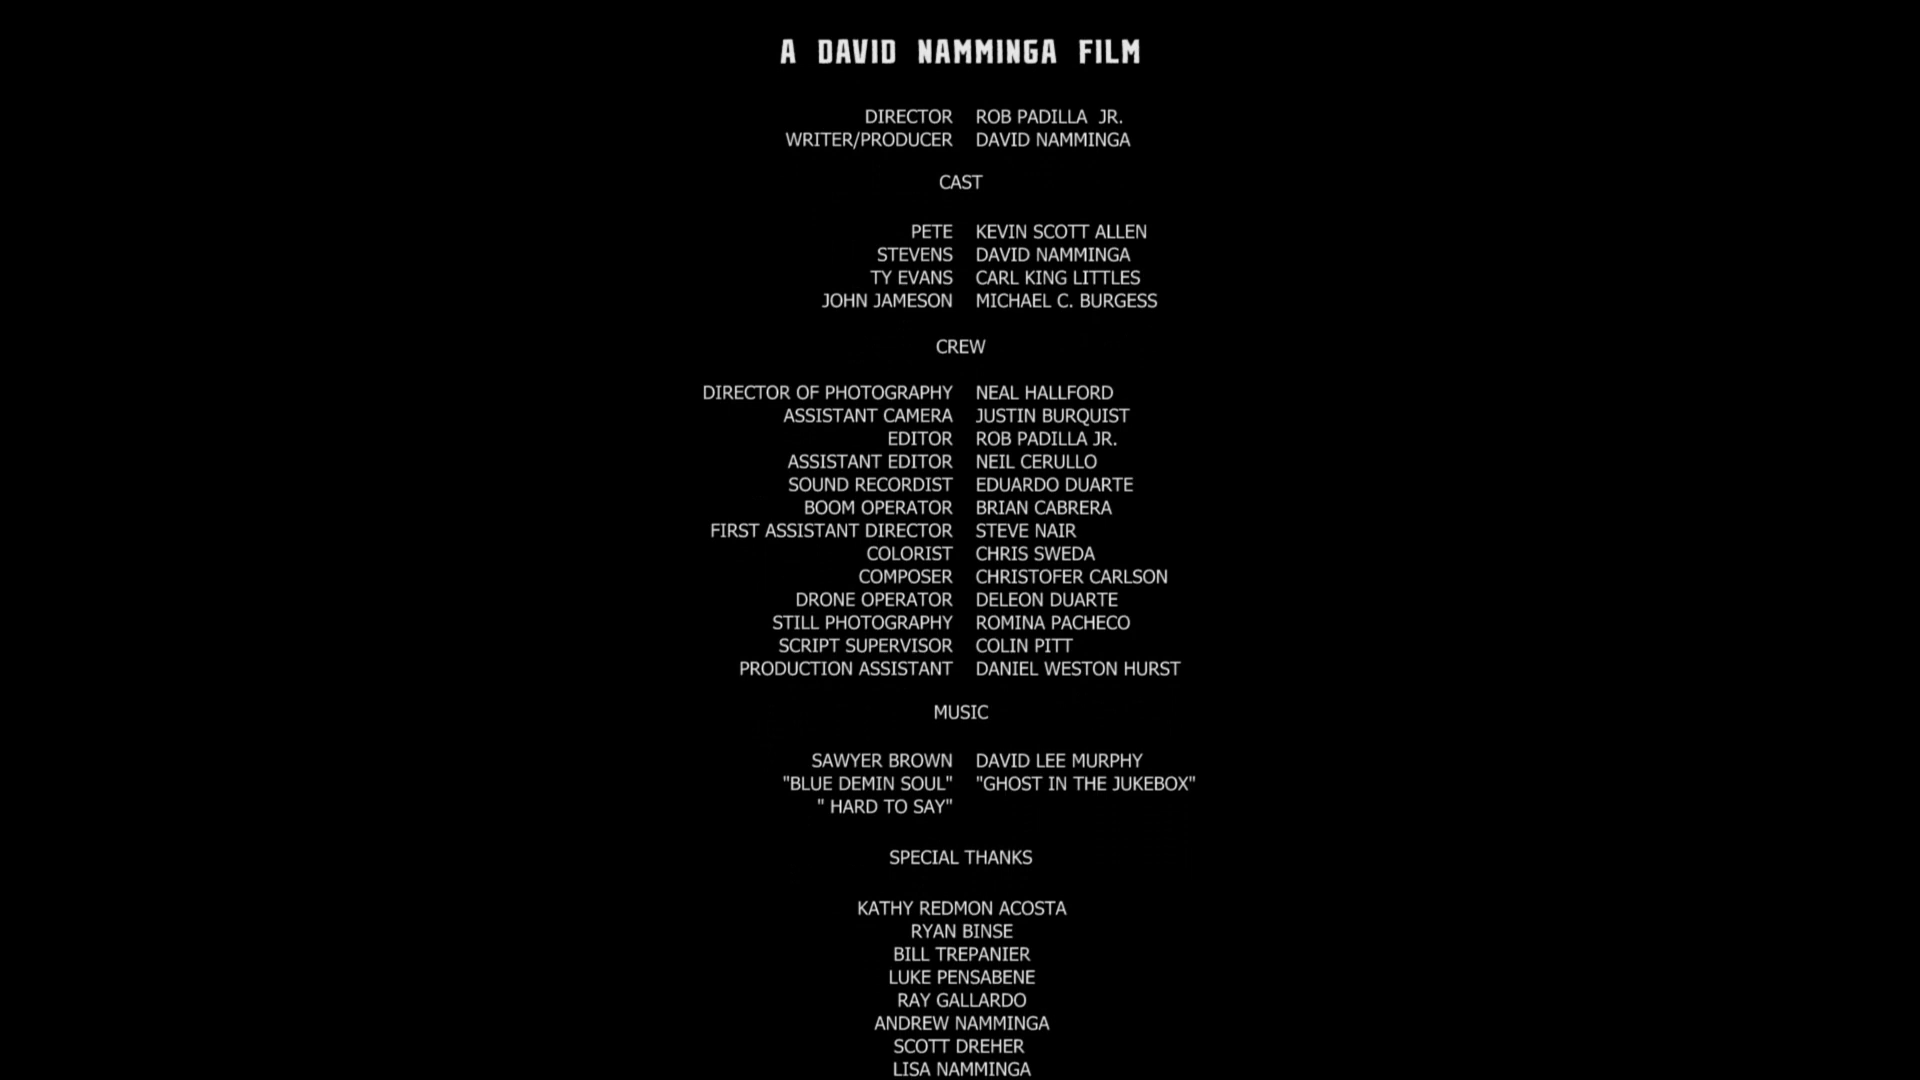 A DAVID NAMMINGA FILM
DIRECTOR ROB PADILLA JR.
WRITER/PRODUCER DAVID NAMMINGA
CAST
PETE KEVIN SCOTT ALLEN
STEVENS DAVID NAMMINGA
TY EVANS CARL KING LITTLES
JOHN JAMESON MICHAEL C. BURGESS
CREW
DIRECTOR OF PHOTOGRAPHY NEAL HALLFORD
ASSISTANT CAMERA JUSTIN BURQUIST
EDITOR ROB PADILLA JR.
ASSISTANT EDITOR NEIL CERULLO
SOUND RECORDIST EDUARDO DUARTE
BOOM OPERATOR BRIAN CABRERA
FIRST ASSISTANT DIRECTOR STEVE NAIR
COLORIST CHRIS SWEDA
COMPOSER CHRISTOFER CARLSON
DRONE OPERATOR DELEON DUARTE
STILL PHOTOGRAPHY ROMINA PACHECO
SCRIPT SUPERVISOR COLIN PITT
PRODUCTION ASSISTANT DANIEL WESTON HURST
MUSIC
SAWYER BROWN DAVID LEE MURPHY
"BLUE DEMIN SOUL" "GHOST IN THE JUKEBOX"
" HARD TO SAY"
SPECIAL THANKS
KATHY REDMON ACOSTA
RYAN BINSE
BILL TREPANIER
LUKE PENSABENE
RAY GALLARDO
ANDREW NAMMINGA
SCOTT DREHER
LISA NAMMINGA